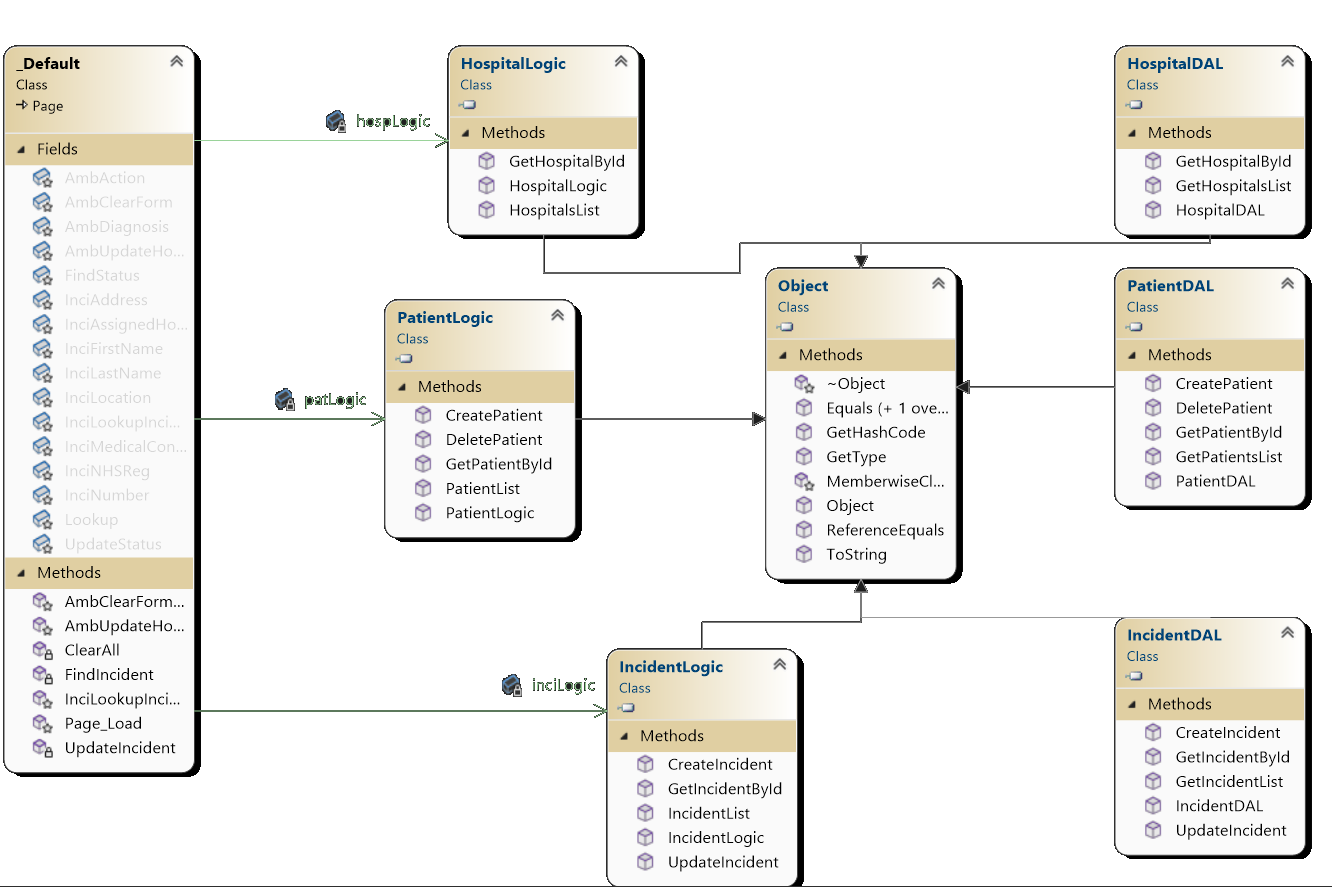 _Default
Class
Page
Fields
AmbAction
AmbClearForm
AmbDiagnosis
AmbUpdateHo...
FindStatus
InciAddress
InciAssignedHo...
InciFirstName
InciLastName
InciLocation
InciLookupInci...
InciMedicalCon...
InciNHSReg
InciNumber
Lookup
UpdateStatus
Methods
AmbClearForm...
AmbUpdateHo...
ClearAll
FindIncident
InciLookupInci...
Page_Load
UpdateIncident
hospLogic
HospitalLogic
Class
Methods
GetHospitalById
HospitalLogic
HospitalsList
patLogic
PatientLogic
Class
Methods
CreatePatient
DeletePatient
GetPatientById
PatientList
PatientLogic
inciLogic
IncidentLogic
Class
Methods
CreateIncident
GetIncidentById
IncidentList
IncidentLogic
UpdateIncident
Object
Class
Methods
~Object
Equals (+ 1 ove...
GetHashCode
GetType
MemberwiseCl...
Object
ReferenceEquals
ToString
HospitalDAL
Class
Methods
GetHospitalById
GetHospitalsList
HospitalDAL
PatientDAL
Class
Methods
CreatePatient
DeletePatient
GetPatientById
GetPatientsList
PatientDAL
IncidentDAL
Class
Methods
CreateIncident
GetIncidentById
GetIncidentList
IncidentDAL
UpdateIncident